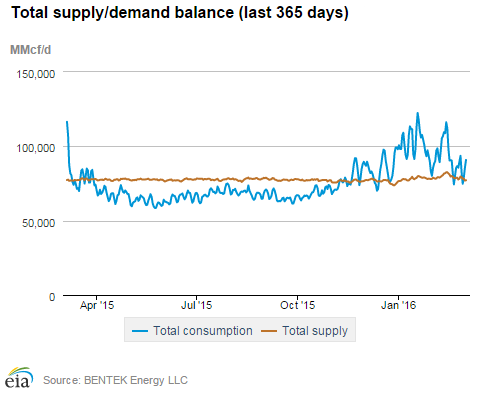 Total supply/demand balance (last 365 days)
MMcf/d
150,000
100,000
50,000
0
Apr '15 Jul '15 Oct '15 Jan '16
Total consumption Total supply
eia Source: BENTEK Energy LLC